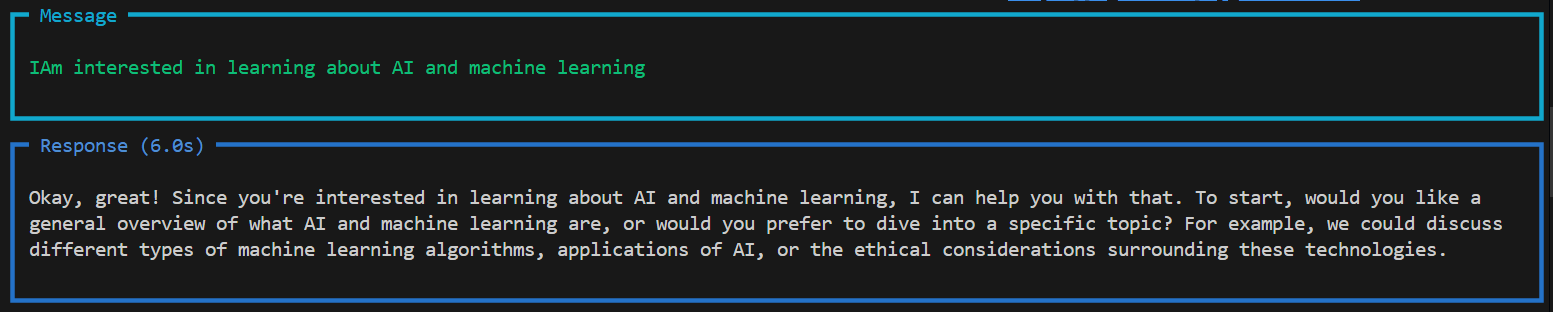 Message
IAm interested in learning about AI and machine learning
Response (6.0s)
Okay, great! Since you're interested in learning about AI and machine learning, I can help you with that. To start, would you like a
general overview of what AI and machine learning are, or would you prefer to dive into a specific topic? For example, we could discuss
different types of machine learning algorithms, applications of AI, or the ethical considerations surrounding these technologies.